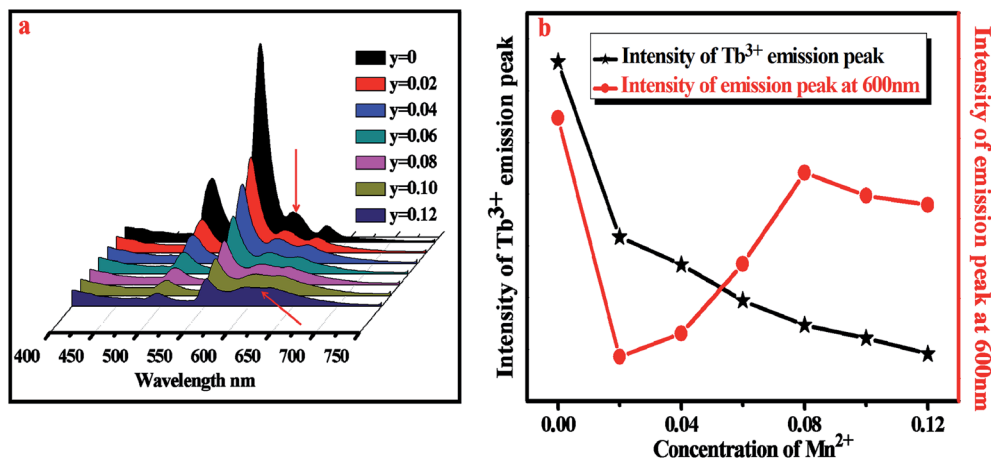 a
y=0
y=0.02
y=0.04
y=0.06
y=0.08
y=0.10
y=0.12
400 450 500 550 600 650 700 750
Wavelength nm
b
Intensity of Tb³⁺ emission peak
Intensity of emission peak at 600nm
Intensity of Tb³⁺ emission peak
Intensity of emission peak at 600nm
0.00 0.04 0.08 0.12
Concentration of Mn²⁺